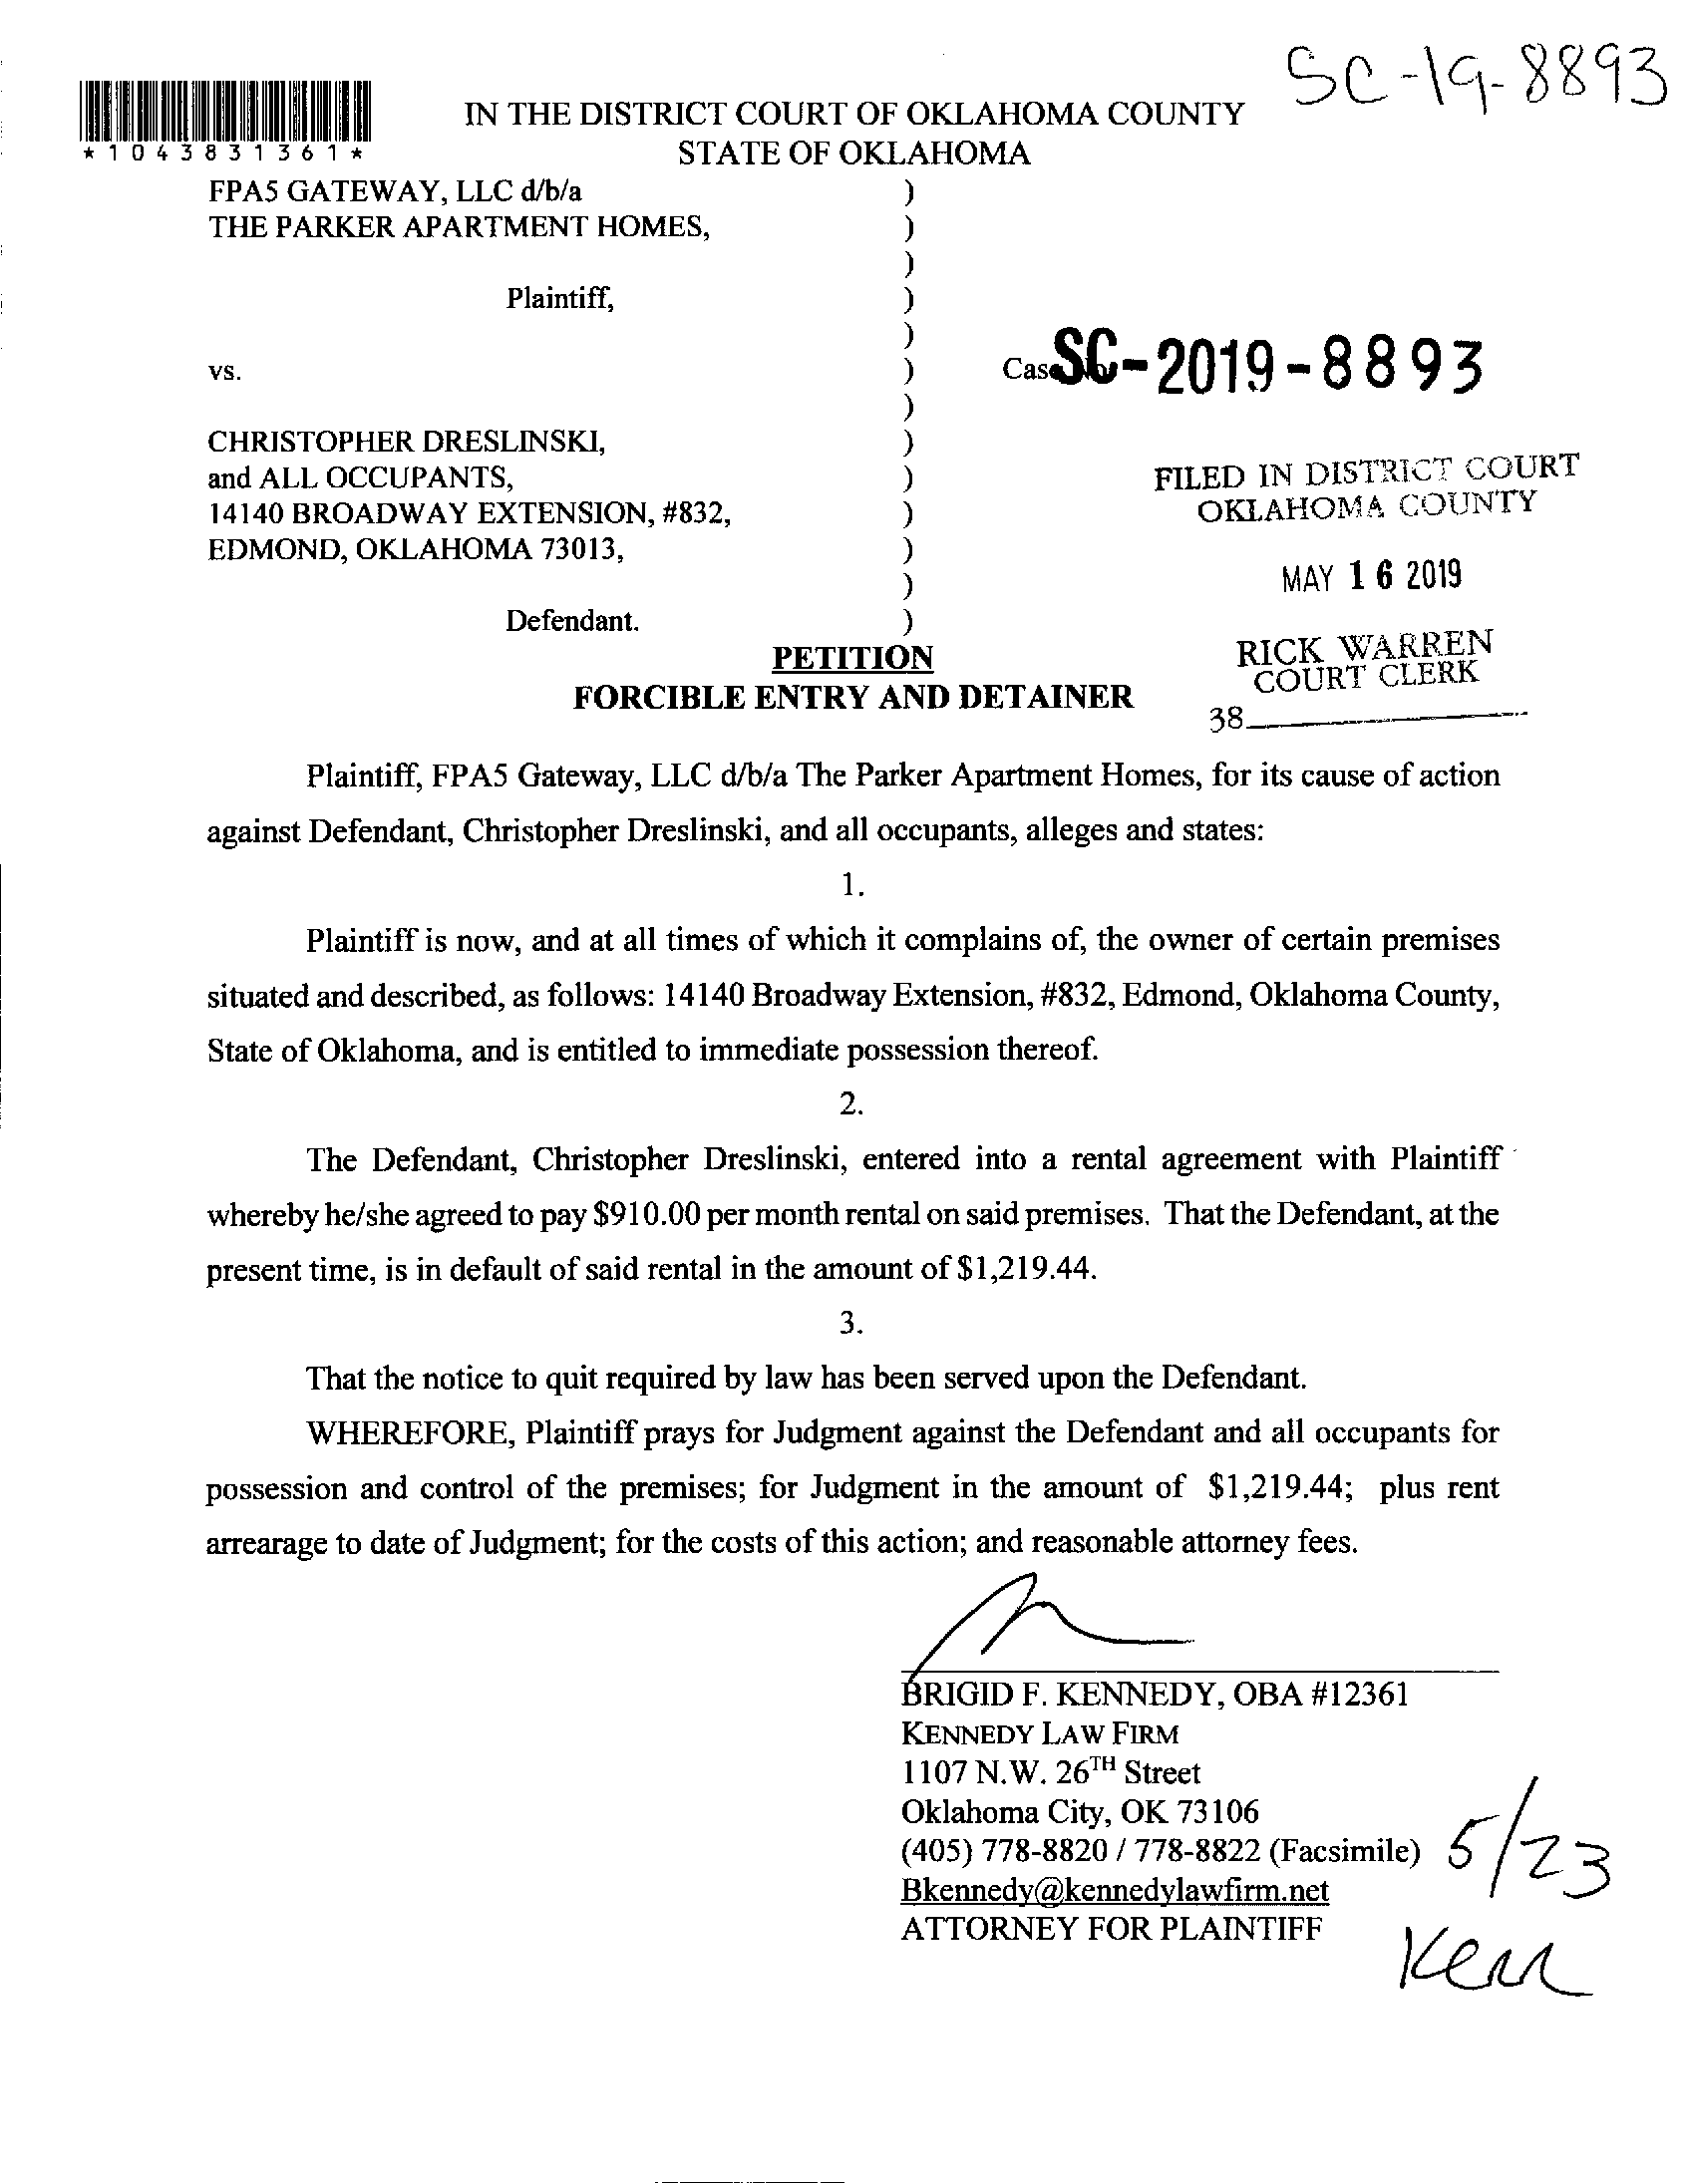 SC-19-8893
*1043831361*
IN THE DISTRICT COURT OF OKLAHOMA COUNTY
STATE OF OKLAHOMA
FPA5 GATEWAY, LLC d/b/a )
THE PARKER APARTMENT HOMES, )
)
Plaintiff, )
)
vs. ) Case No. SC-2019-8893
)
CHRISTOPHER DRESLINSKI, )
and ALL OCCUPANTS, )
14140 BROADWAY EXTENSION, #832, )
EDMOND, OKLAHOMA 73013, )
)
Defendant. )
FILED IN DISTRICT COURT
OKLAHOMA COUNTY
MAY 16 2019
RICK WARREN
COURT CLERK
38
PETITION
FORCIBLE ENTRY AND DETAINER
Plaintiff, FPA5 Gateway, LLC d/b/a The Parker Apartment Homes, for its cause of action
against Defendant, Christopher Dreslinski, and all occupants, alleges and states:
1.
Plaintiff is now, and at all times of which it complains of, the owner of certain premises
situated and described, as follows: 14140 Broadway Extension, #832, Edmond, Oklahoma County,
State of Oklahoma, and is entitled to immediate possession thereof.
2.
The Defendant, Christopher Dreslinski, entered into a rental agreement with Plaintiff
whereby he/she agreed to pay $910.00 per month rental on said premises. That the Defendant, at the
present time, is in default of said rental in the amount of $1,219.44.
3.
That the notice to quit required by law has been served upon the Defendant.
WHEREFORE, Plaintiff prays for Judgment against the Defendant and all occupants for
possession and control of the premises; for Judgment in the amount of $1,219.44; plus rent
arrearage to date of Judgment; for the costs of this action; and reasonable attorney fees.
BRIGID F. KENNEDY, OBA #12361
KENNEDY LAW FIRM
1107 N.W. 26TH Street
Oklahoma City, OK 73106
(405) 778-8820 / 778-8822 (Facsimile)
Bkennedy@kennedylawfirm.net
ATTORNEY FOR PLAINTIFF
5/23